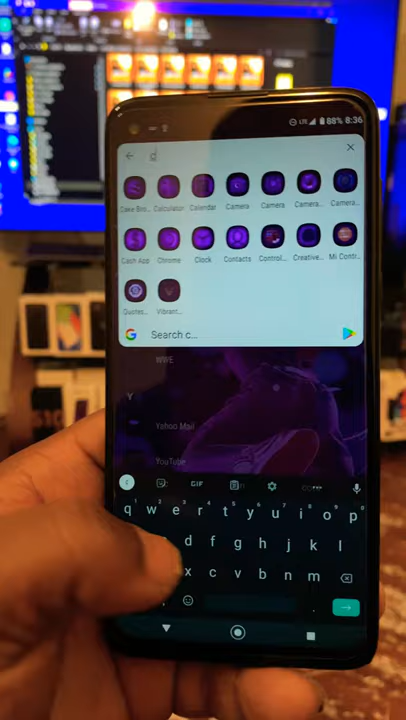 LTE 88% 8:36
c
Cake Bro... Calculator Calendar Camera Camera Camera... Camera...
Cash App Chrome Clock Contacts Control... Creative... Mi Contr...
Quotes... Vibrant...
G Search c...
WWE
Y
Yahoo Mail
YouTube
GIF
q w e r t y u i o p
d f g h j k l
x c v b n m